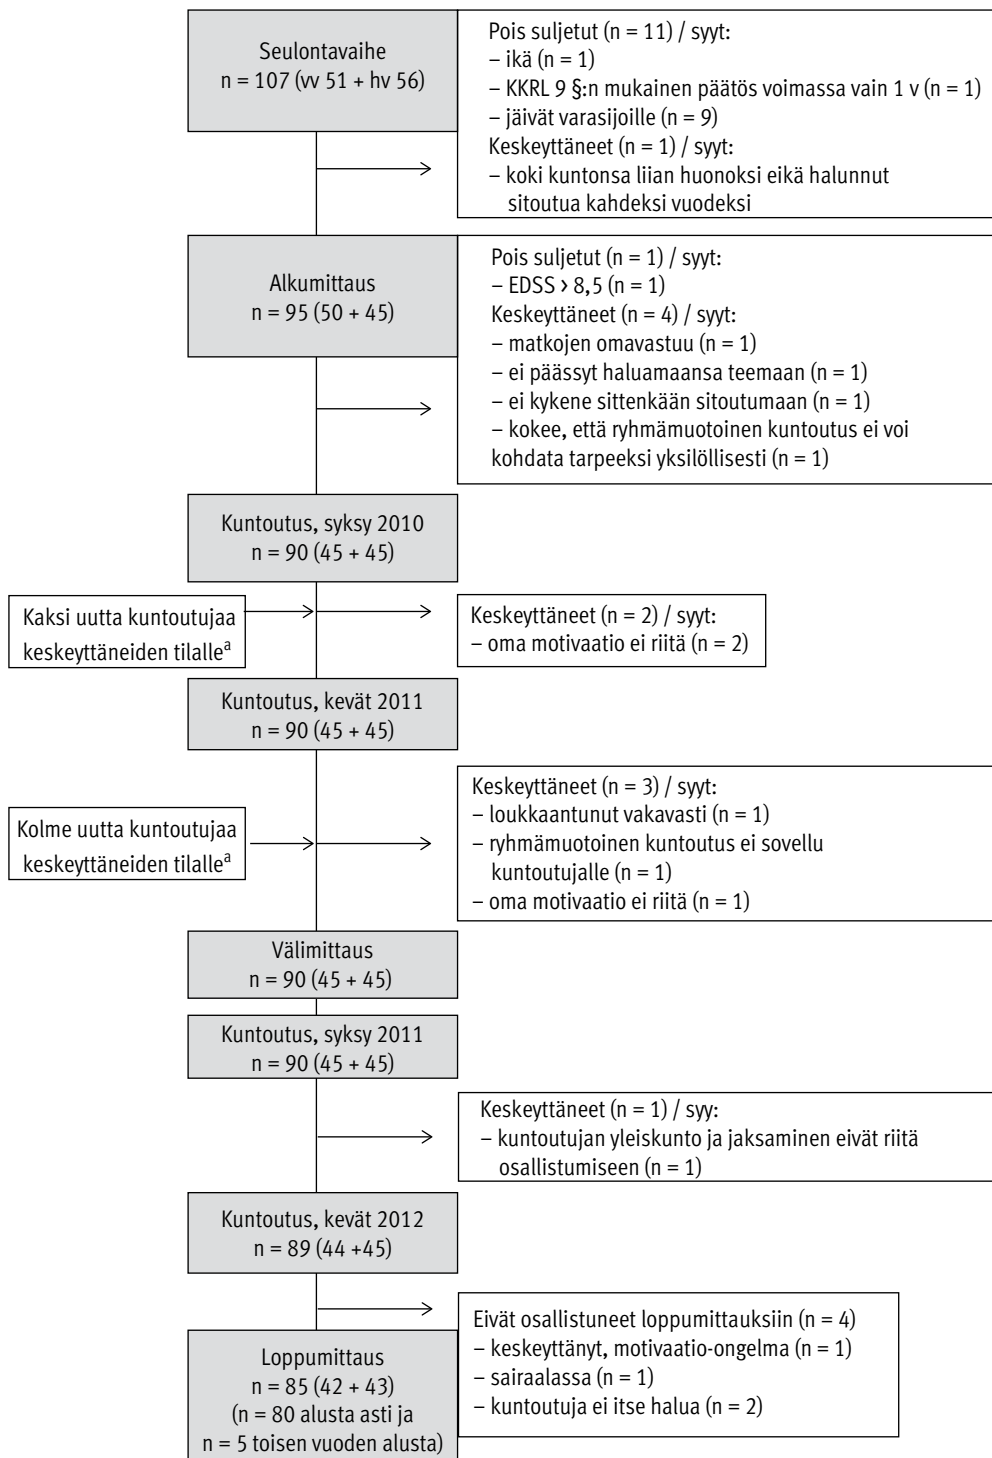 Seulontavaihe
n = 107 (vv 51 + hv 56)
Pois suljetut (n = 11) / syyt:
– ikä (n = 1)
– KKRL 9 §:n mukainen päätös voimassa vain 1 v (n = 1)
– jäivät varasijoille (n = 9)
Keskeyttäneet (n = 1) / syyt:
– koki kuntonsa liian huonoksi eikä halunnut
sitoutua kahdeksi vuodeksi
Alkumittaus
n = 95 (50 + 45)
Pois suljetut (n = 1) / syyt:
– EDSS > 8,5 (n = 1)
Keskeyttäneet (n = 4) / syyt:
– matkojen omavastuu (n = 1)
– ei päässyt haluamaansa teemaan (n = 1)
– ei kykene sittenkään sitoutumaan (n = 1)
– kokee, että ryhmämuotoinen kuntoutus ei voi
kohdata tarpeeksi yksilöllisesti (n = 1)
Kuntoutus, syksy 2010
n = 90 (45 + 45)
Kaksi uutta kuntoutujaa
keskeyttäneiden tilalle^a
Keskeyttäneet (n = 2) / syyt:
– oma motivaatio ei riitä (n = 2)
Kuntoutus, kevät 2011
n = 90 (45 + 45)
Kolme uutta kuntoutujaa
keskeyttäneiden tilalle^a
Keskeyttäneet (n = 3) / syyt:
– loukkaantunut vakavasti (n = 1)
– ryhmämuotoinen kuntoutus ei sovellu
kuntoutujalle (n = 1)
– oma motivaatio ei riitä (n = 1)
Välimittaus
n = 90 (45 + 45)
Kuntoutus, syksy 2011
n = 90 (45 + 45)
Keskeyttäneet (n = 1) / syy:
– kuntoutujan yleiskunto ja jaksaminen eivät riitä
osallistumiseen (n = 1)
Kuntoutus, kevät 2012
n = 89 (44 +45)
Eivät osallistuneet loppumittauksiin (n = 4)
– keskeyttänyt, motivaatio-ongelma (n = 1)
– sairaalassa (n = 1)
– kuntoutuja ei itse halua (n = 2)
Loppumittaus
n = 85 (42 + 43)
(n = 80 alusta asti ja
n = 5 toisen vuoden alusta)